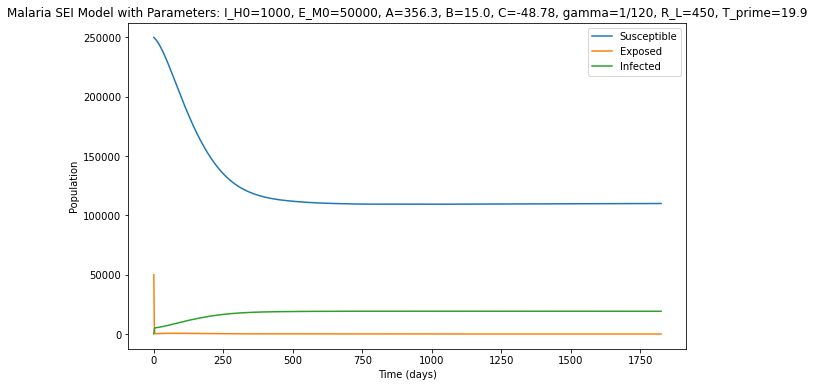 Malaria SEI Model with Parameters: I_H0=1000, E_M0=50000, A=356.3, B=15.0, C=-48.78, gamma=1/120, R_L=450, T_prime=19.9
250000
Susceptible
Exposed
Infected
200000
150000
Population
100000
50000
0
0 250 500 750 1000 1250 1500 1750
Time (days)